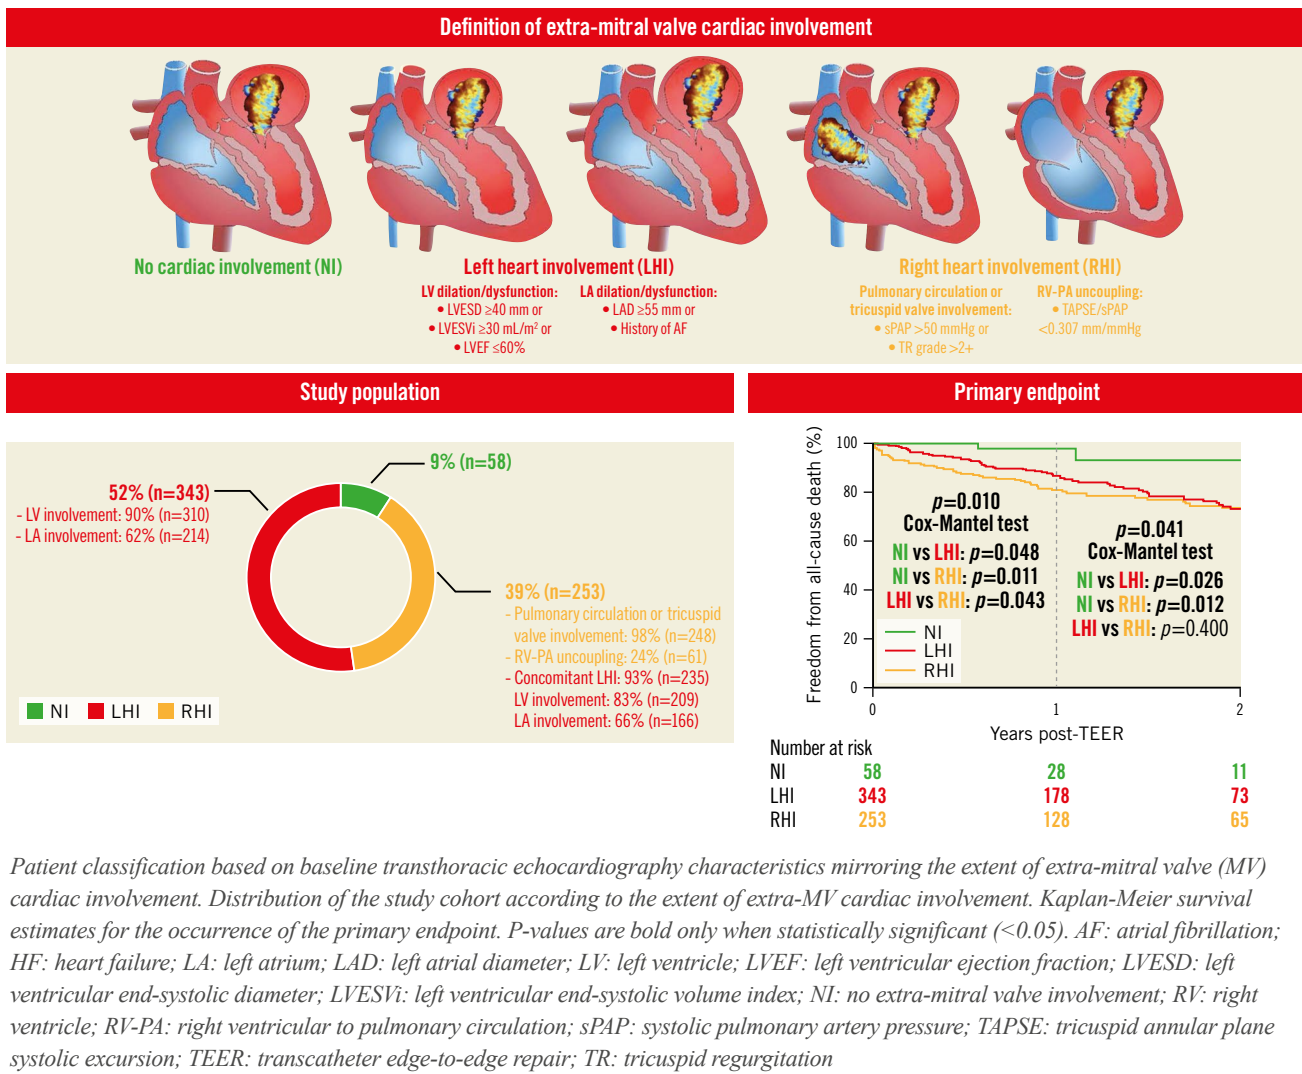 Definition of extra-mitral valve cardiac involvement
No cardiac involvement (NI)
Left heart involvement (LHI)
LV dilation/dysfunction:
• LVESD ≥40 mm or
• LVESVi ≥30 mL/m² or
• LVEF ≤60%
LA dilation/dysfunction:
• LAD ≥55 mm or
• History of AF
Right heart involvement (RHI)
Pulmonary circulation or
tricuspid valve involvement:
• sPAP >50 mmHg or
• TR grade >2+
RV-PA uncoupling:
• TAPSE/sPAP
<0.307 mm/mmHg
Study population
9% (n=58)
52% (n=343)
- LV involvement: 90% (n=310)
- LA involvement: 62% (n=214)
39% (n=253)
- Pulmonary circulation or tricuspid
valve involvement: 98% (n=248)
- RV-PA uncoupling: 24% (n=61)
- Concomitant LHI: 93% (n=235)
LV involvement: 83% (n=209)
LA involvement: 66% (n=166)
NI LHI RHI
Primary endpoint
Freedom from all-cause death (%)
100
80
60
40
20
0
p=0.010
Cox-Mantel test
NI vs LHI: p=0.048
NI vs RHI: p=0.011
LHI vs RHI: p=0.043
p=0.041
Cox-Mantel test
NI vs LHI: p=0.026
NI vs RHI: p=0.012
LHI vs RHI: p=0.400
NI
LHI
RHI
0 1 2
Years post-TEER
Number at risk
NI 58 28 11
LHI 343 178 73
RHI 253 128 65
Patient classification based on baseline transthoracic echocardiography characteristics mirroring the extent of extra-mitral valve (MV)
cardiac involvement. Distribution of the study cohort according to the extent of extra-MV cardiac involvement. Kaplan-Meier survival
estimates for the occurrence of the primary endpoint. P-values are bold only when statistically significant (<0.05). AF: atrial fibrillation;
HF: heart failure; LA: left atrium; LAD: left atrial diameter; LV: left ventricle; LVEF: left ventricular ejection fraction; LVESD: left
ventricular end-systolic diameter; LVESVi: left ventricular end-systolic volume index; NI: no extra-mitral valve involvement; RV: right
ventricle; RV-PA: right ventricular to pulmonary circulation; sPAP: systolic pulmonary artery pressure; TAPSE: tricuspid annular plane
systolic excursion; TEER: transcatheter edge-to-edge repair; TR: tricuspid regurgitation